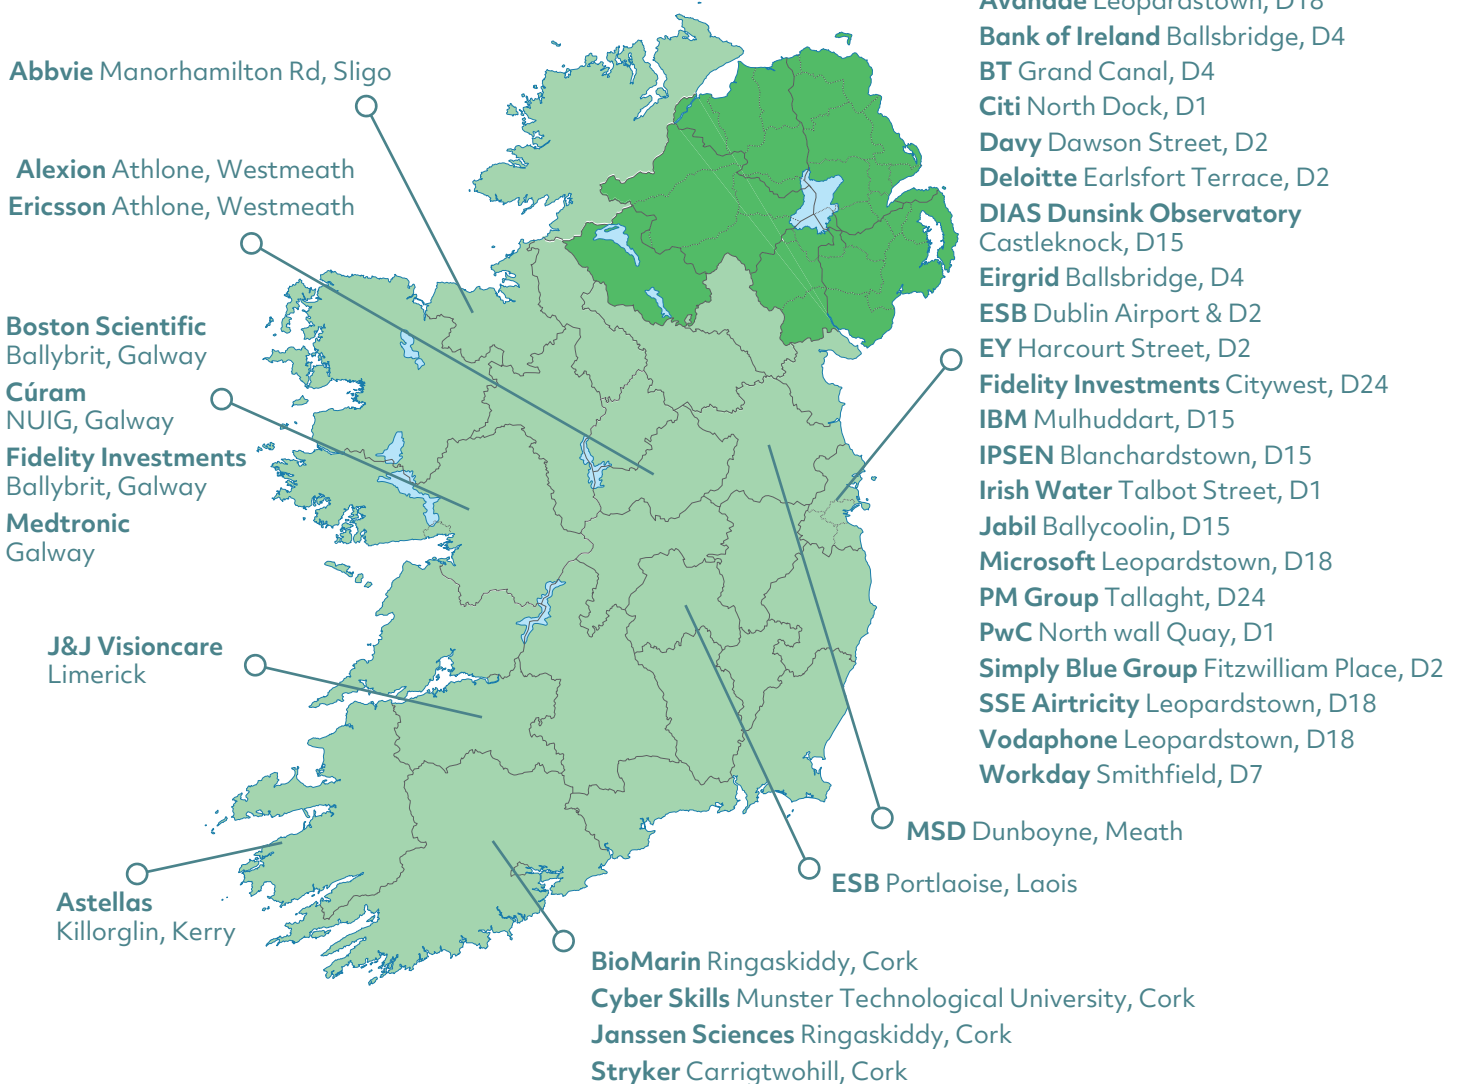 Abbvie Manorhamilton Rd, Sligo
Alexion Athlone, Westmeath
Ericsson Athlone, Westmeath
Boston Scientific
Ballybrit, Galway
Cúram
NUIG, Galway
Fidelity Investments
Ballybrit, Galway
Medtronic
Galway
J&J Visioncare
Limerick
Astellas
Killorglin, Kerry
Avanade Leopardstown, D18
Bank of Ireland Ballsbridge, D4
BT Grand Canal, D4
Citi North Dock, D1
Davy Dawson Street, D2
Deloitte Earlsfort Terrace, D2
DIAS Dunsink Observatory
Castleknock, D15
Eirgrid Ballsbridge, D4
ESB Dublin Airport & D2
EY Harcourt Street, D2
Fidelity Investments Citywest, D24
IBM Mulhuddart, D15
IPSEN Blanchardstown, D15
Irish Water Talbot Street, D1
Jabil Ballycoolin, D15
Microsoft Leopardstown, D18
PM Group Tallaght, D24
PwC North wall Quay, D1
Simply Blue Group Fitzwilliam Place, D2
SSE Airtricity Leopardstown, D18
Vodaphone Leopardstown, D18
Workday Smithfield, D7
MSD Dunboyne, Meath
ESB Portlaoise, Laois
BioMarin Ringaskiddy, Cork
Cyber Skills Munster Technological University, Cork
Janssen Sciences Ringaskiddy, Cork
Stryker Carrigtwohill, Cork